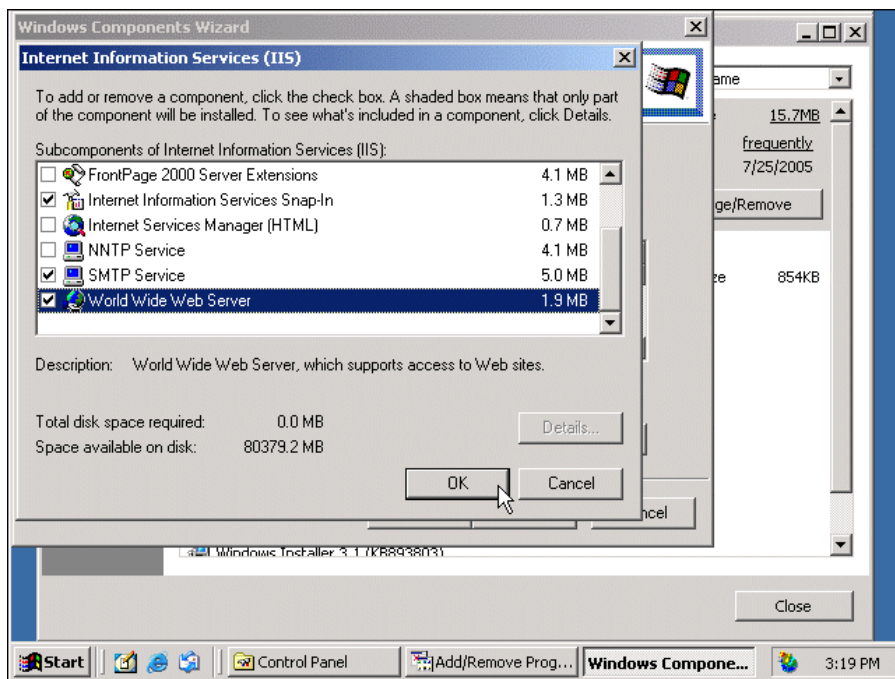 Windows Components Wizard
Internet Information Services (IIS)
To add or remove a component, click the check box. A shaded box means that only part
of the component will be installed. To see what's included in a component, click Details.
Subcomponents of Internet Information Services (IIS):
FrontPage 2000 Server Extensions 4.1 MB
Internet Information Services Snap-In 1.3 MB
Internet Services Manager (HTML) 0.7 MB
NNTP Service 4.1 MB
SMTP Service 5.0 MB
World Wide Web Server 1.9 MB
Description: World Wide Web Server, which supports access to Web sites.
Total disk space required: 0.0 MB
Space available on disk: 80379.2 MB
Details...
OK Cancel
ame
15.7MB
frequently
7/25/2005
ge/Remove
ze 854KB
ncel
Windows Installer 3.1 (KB893803)
Close
Start Control Panel Add/Remove Prog... Windows Compone... 3:19 PM